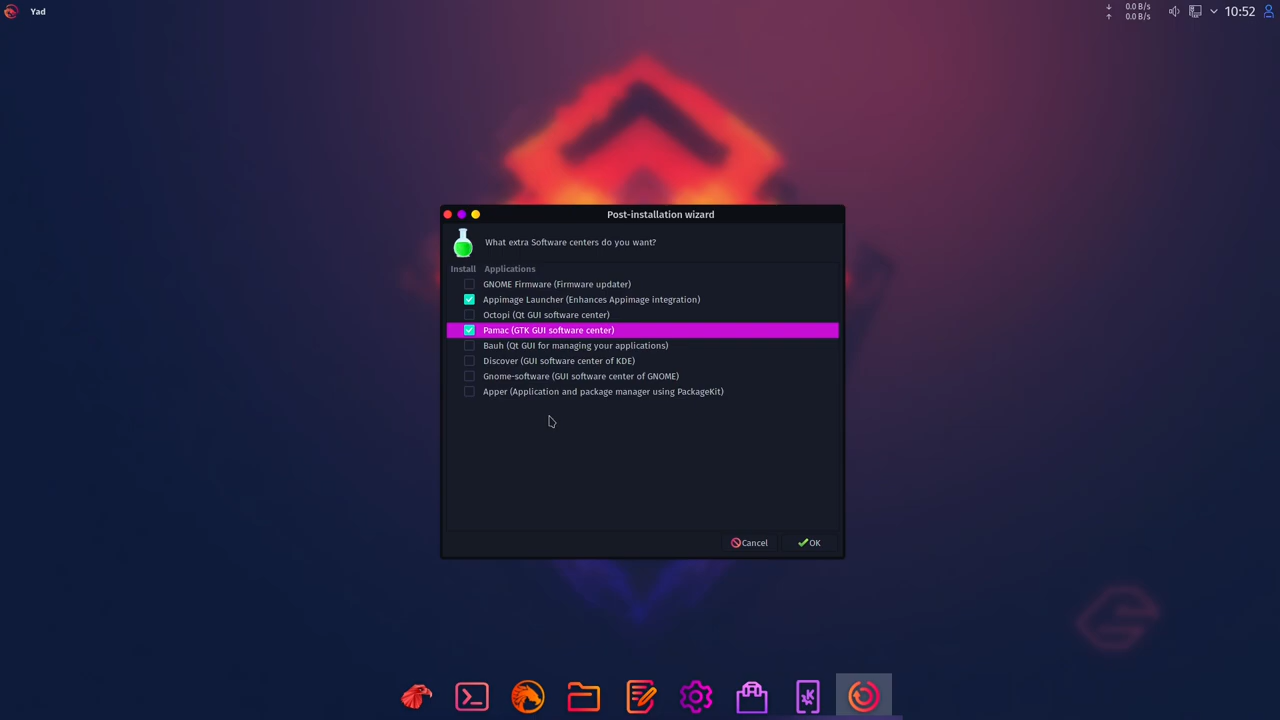 Yad
↓ 0.0 B/s
↑ 0.0 B/s
10:52
Post-installation wizard
What extra Software centers do you want?
Install Applications
GNOME Firmware (Firmware updater)
Appimage Launcher (Enhances Appimage integration)
Octopi (Qt GUI software center)
Pamac (GTK GUI software center)
Bauh (Qt GUI for managing your applications)
Discover (GUI software center of KDE)
Gnome-software (GUI software center of GNOME)
Apper (Application and package manager using PackageKit)
Cancel OK